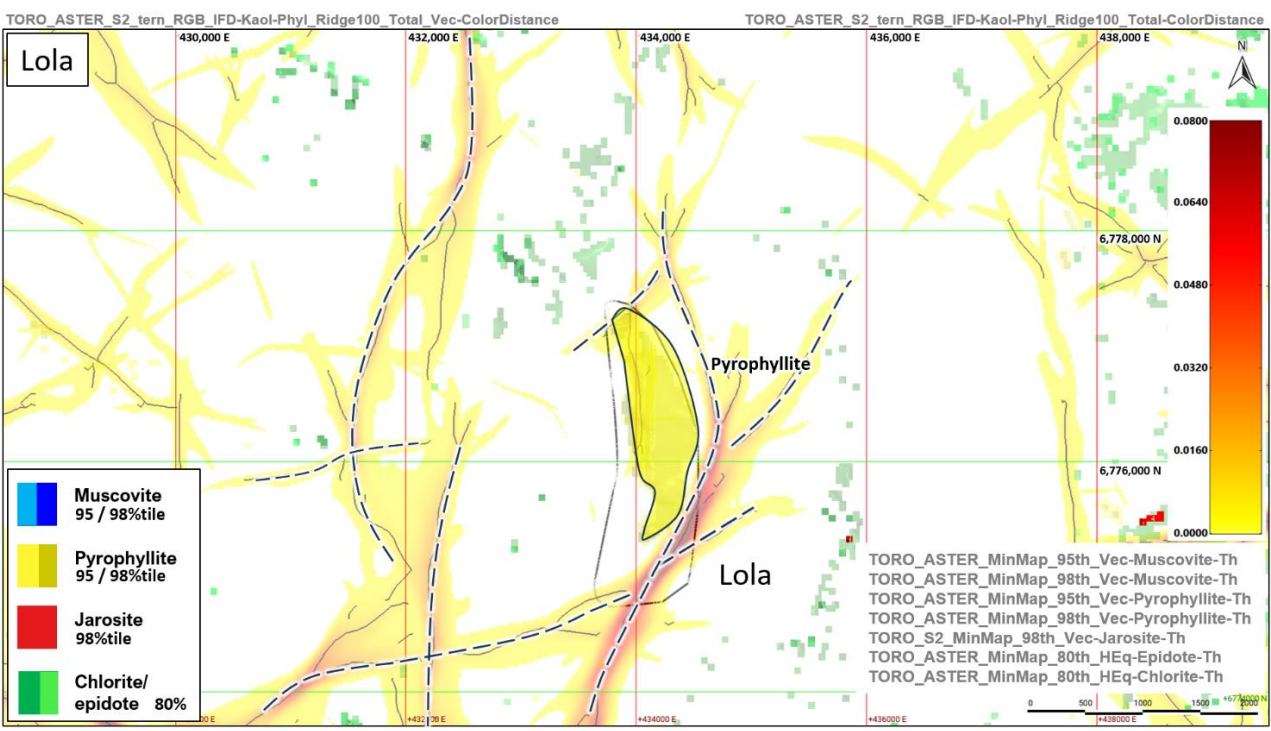 TORO_ASTER_S2_tern_RGB_IFD-Kaol-Phyl_Ridge100_Total_Vec-ColorDistance
TORO_ASTER_S2_tern_RGB_IFD-Kaol-Phyl_Ridge100_Total-ColorDistance
Lola
430,000 E
432,000 E
434,000 E
436,000 E
438,000 E
N
0.0800
0.0640
6,778,000 N
0.0480
Pyrophyllite
0.0320
0.0160
6,776,000 N
0.0000
Muscovite
95 / 98%tile
Pyrophyllite
95 / 98%tile
Jarosite
98%tile
Chlorite/
epidote 80%
Lola
TORO_ASTER_MinMap_95th_Vec-Muscovite-Th
TORO_ASTER_MinMap_98th_Vec-Muscovite-Th
TORO_ASTER_MinMap_95th_Vec-Pyrophyllite-Th
TORO_ASTER_MinMap_98th_Vec-Pyrophyllite-Th
TORO_S2_MinMap_98th_Vec-Jarosite-Th
TORO_ASTER_MinMap_80th_HEq-Epidote-Th
TORO_ASTER_MinMap_80th_HEq-Chlorite-Th
0 500 1000 1500 2000
+434000 E
+436000 E
+438000 E